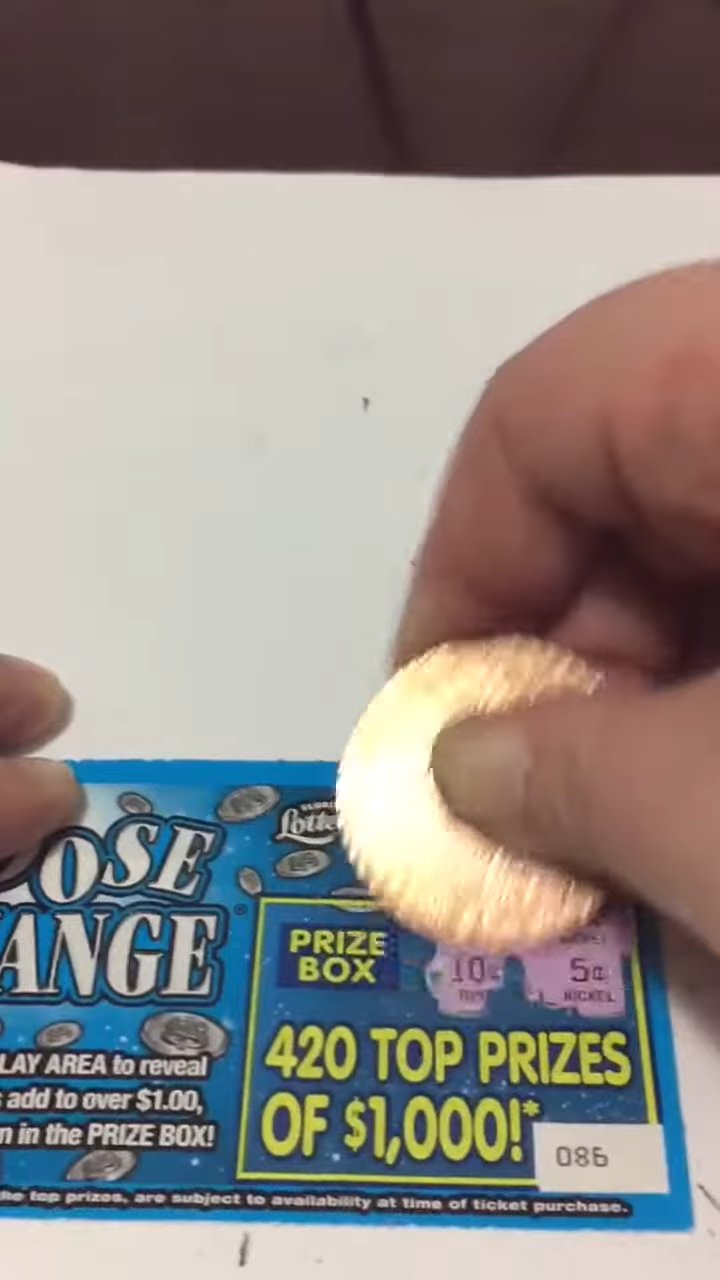 OSE
ANGE
PRIZE
BOX
10¢
5¢
NICKEL
LAY AREA to reveal
add to over $1.00,
n in the PRIZE BOX!
420 TOP PRIZES
OF $1,000!*
086
he top prizes, are subject to availability at time of ticket purchase.